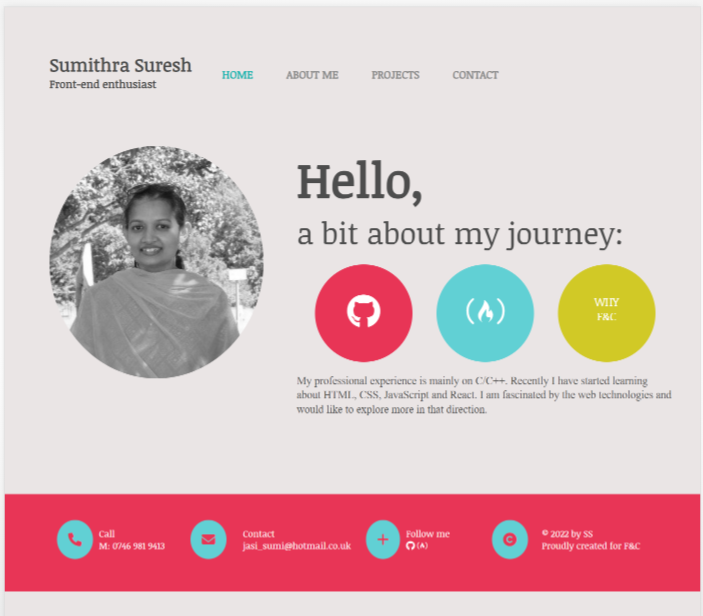 Sumithra Suresh
Front-end enthusiast
HOME ABOUT ME PROJECTS CONTACT
Hello,
a bit about my journey:
WHY
F&C
My professional experience is mainly on C/C++. Recently I have started learning
about HTML, CSS, JavaScript and React. I am fascinated by the web technologies and
would like to explore more in that direction.
Call
M: 0746 981 9413
Contact
jasi_sumi@hotmail.co.uk
Follow me
© 2022 by SS
Proudly created for F&C